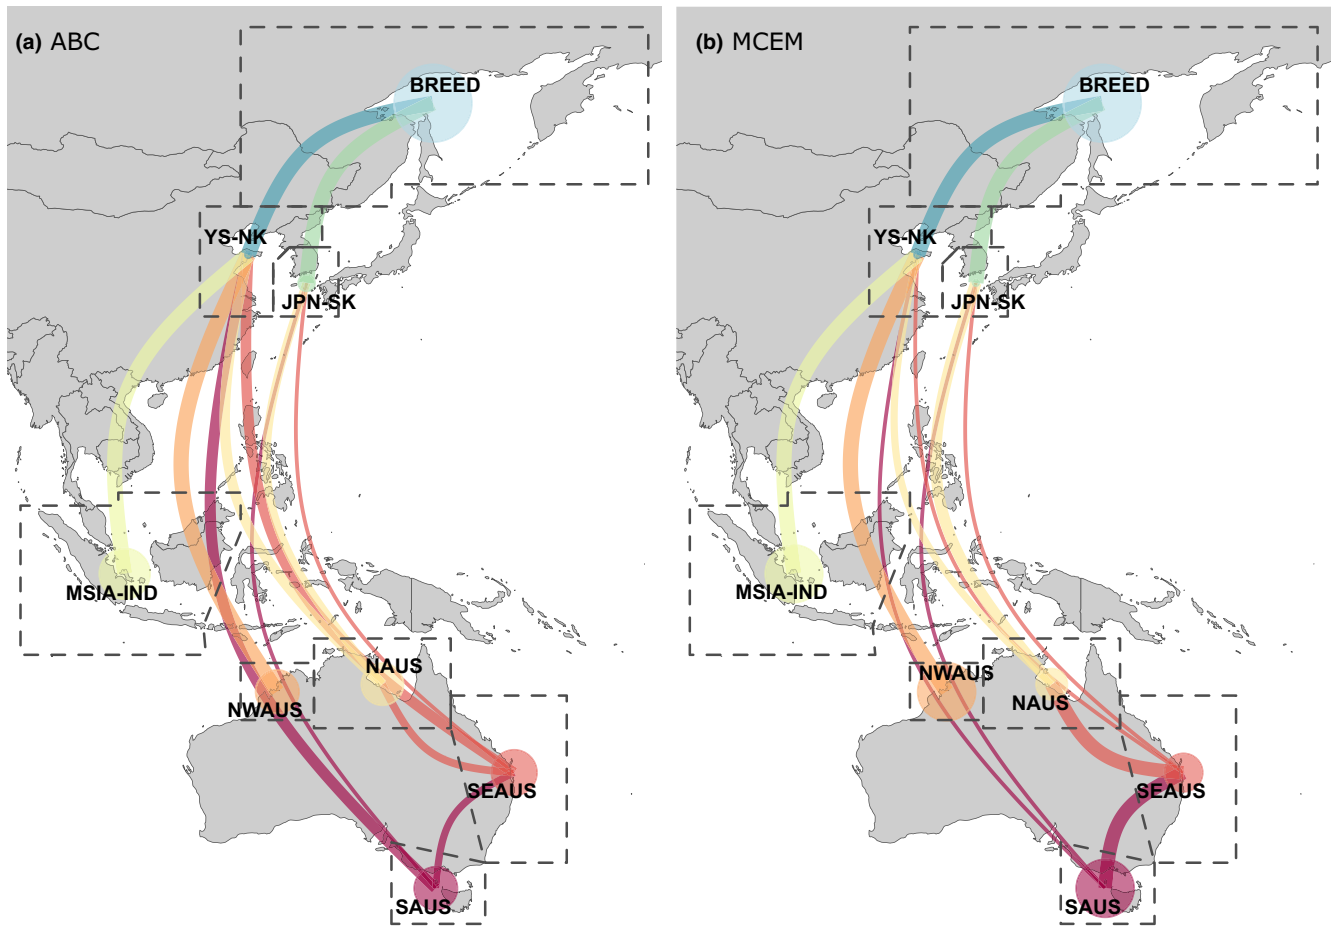 (a) ABC
BREED
YS-NK
JPN-SK
MSIA-IND
NAUS
NWAUS
SEAUS
SAUS
(b) MCEM
BREED
YS-NK
JPN-SK
MSIA-IND
NWAUS
NAUS
SEAUS
SAUS